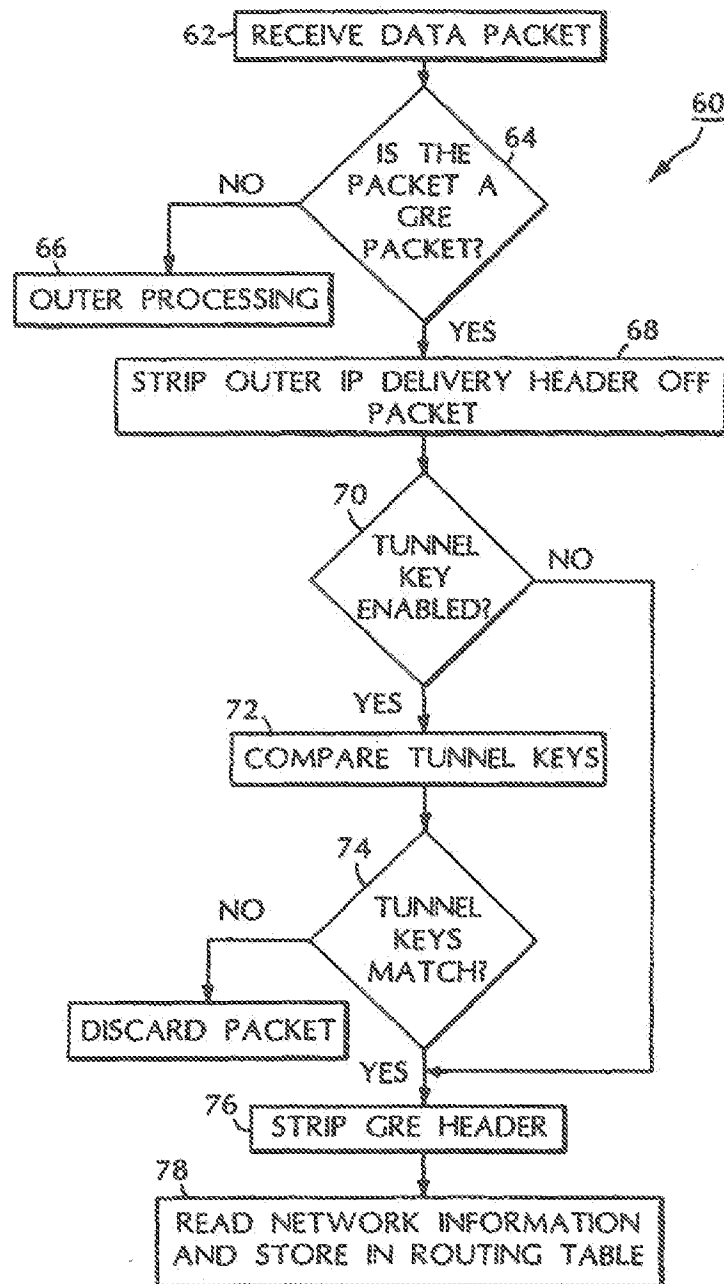 62
RECEIVE DATA PACKET
60
64
IS THE
PACKET A
GRE
PACKET?
NO
66
OUTER PROCESSING
YES
68
STRIP OUTER IP DELIVERY HEADER OFF
PACKET
70
TUNNEL
KEY
ENABLED?
NO
YES
72
COMPARE TUNNEL KEYS
74
TUNNEL
KEYS
MATCH?
NO
DISCARD PACKET
YES
76
STRIP GRE HEADER
78
READ NETWORK INFORMATION
AND STORE IN ROUTING TABLE